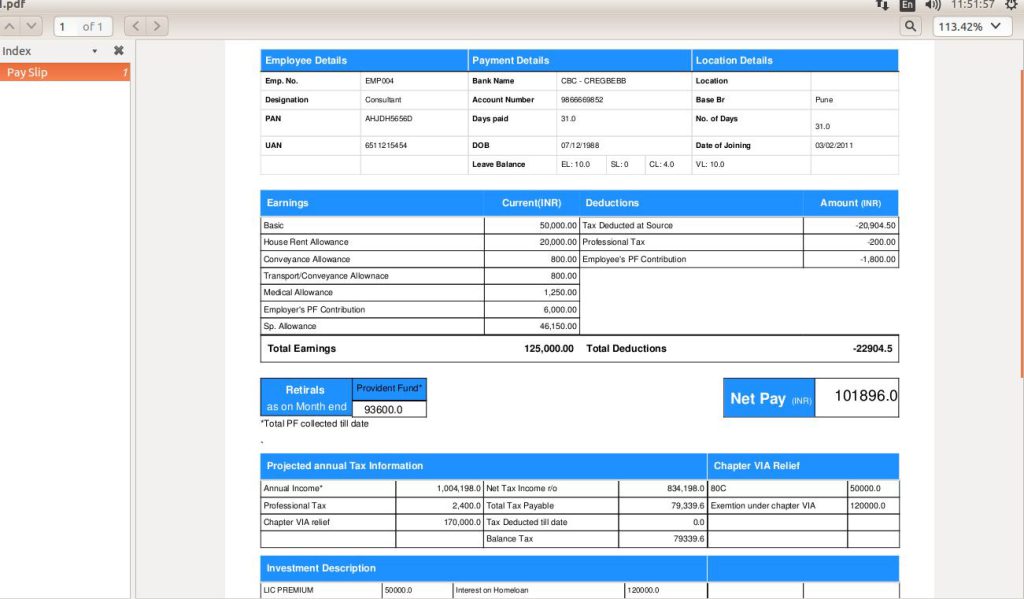 1.pdf En 11:51:57
1 of 1 113.42%
Index
Pay Slip 1
Employee Details Payment Details Location Details
Emp. No. EMP004 Bank Name CBC - CREGBEBB Location
Designation Consultant Account Number 9866669852 Base Br Pune
PAN AHJDH5656D Days paid 31.0 No. of Days 31.0
UAN 6511215454 DOB 07/12/1988 Date of Joining 03/02/2011
Leave Balance EL: 10.0 SL: 0 CL: 4.0 VL: 10.0
Earnings Current(INR) Deductions Amount (INR)
Basic 50,000.00 Tax Deducted at Source -20,904.50
House Rent Allowance 20,000.00 Professional Tax -200.00
Conveyance Allowance 800.00 Employee's PF Contribution -1,800.00
Transport/Conveyance Allownace 800.00
Medical Allowance 1,250.00
Employer's PF Contribution 6,000.00
Sp. Allowance 46,150.00
Total Earnings 125,000.00 Total Deductions -22904.5
Retirals Provident Fund*
as on Month end 93600.0
Net Pay (INR) 101896.0
*Total PF collected till date
Projected annual Tax Information Chapter VIA Relief
Annual Income* 1,004,198.0 Net Tax Income r/o 834,198.0 80C 50000.0
Professional Tax 2,400.0 Total Tax Payable 79,339.6 Exemtion under chapter VIA 120000.0
Chapter VIA relief 170,000.0 Tax Deducted till date 0.0
Balance Tax 79339.6
Investment Description
LIC PREMIUM 50000.0 Interest on Homeloan 120000.0